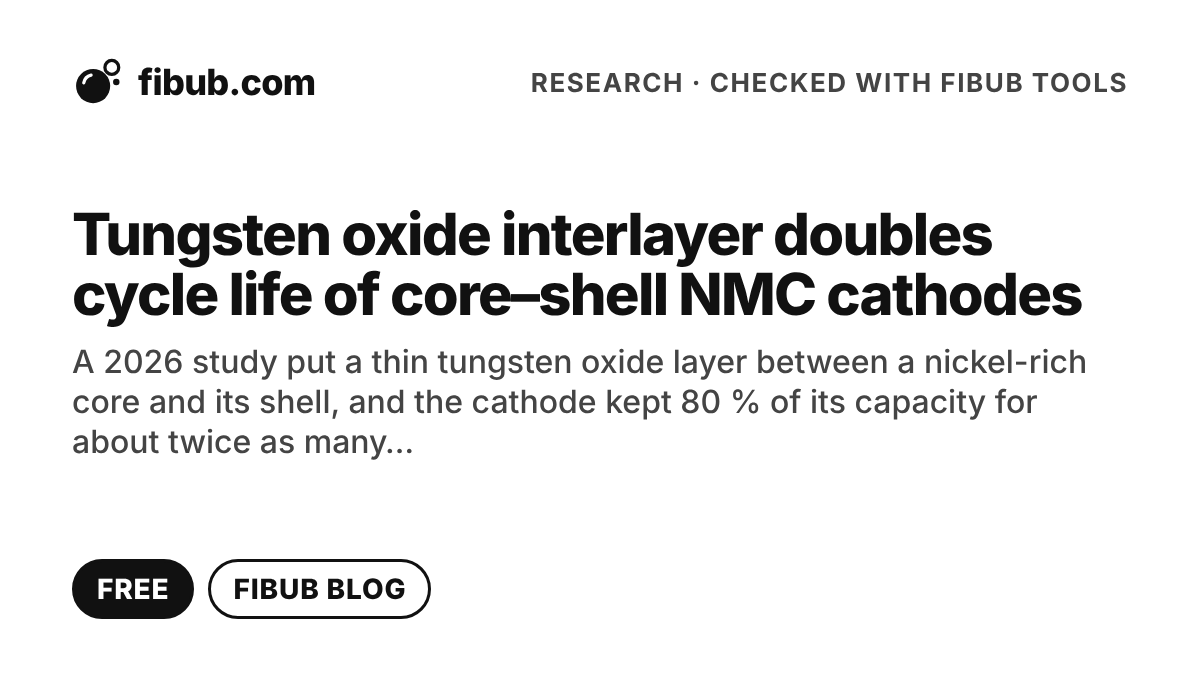 fibub.com
RESEARCH · CHECKED WITH FIBUB TOOLS
Tungsten oxide interlayer doubles
cycle life of core–shell NMC cathodes
A 2026 study put a thin tungsten oxide layer between a nickel-rich
core and its shell, and the cathode kept 80 % of its capacity for
about twice as many...
FREE
FIBUB BLOG